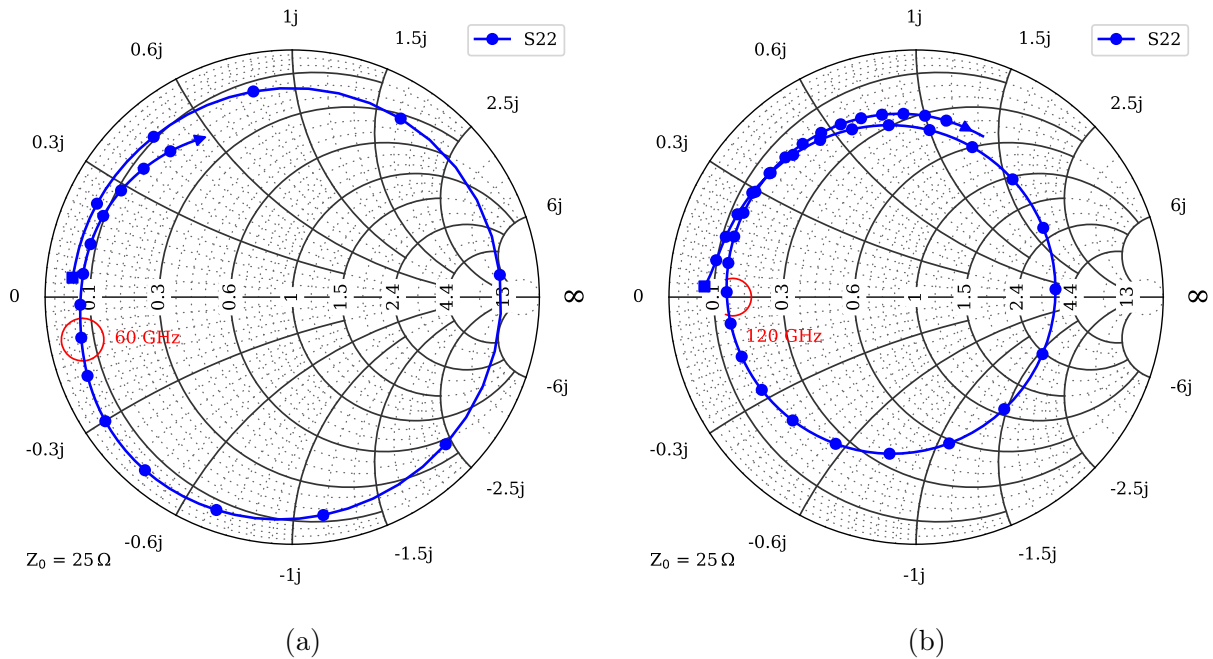 1j
S22
0.6j
1.5j
0.3j
2.5j
6j
0
0.1
0.3
0.6
1
1.5
2.4
4.4
13
∞
60 GHz
-6j
-0.3j
-2.5j
-0.6j
-1.5j
Z₀ = 25 Ω
-1j
(a)
1j
S22
0.6j
1.5j
0.3j
2.5j
6j
0
0.1
0.3
0.6
1
1.5
2.4
4.4
13
∞
120 GHz
-6j
-0.3j
-2.5j
-0.6j
-1.5j
Z₀ = 25 Ω
-1j
(b)